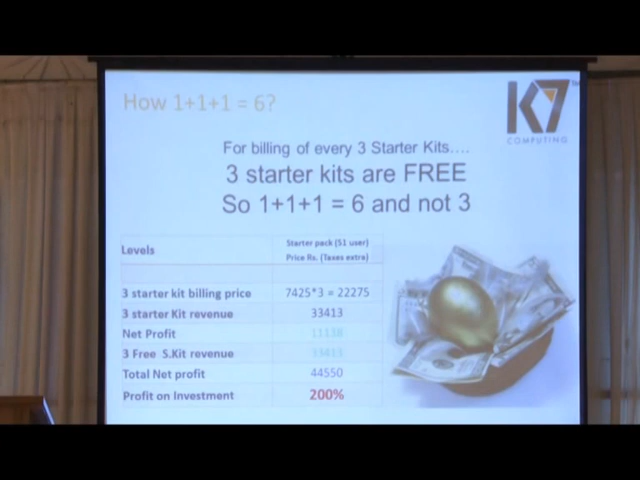 How 1+1+1 = 6?
K7
COMPUTING
For billing of every 3 Starter Kits....
3 starter kits are FREE
So 1+1+1 = 6 and not 3
Levels
Starter pack (51 user)
Price Rs. (Taxes extra)
3 starter kit billing price 7425*3 = 22275
3 starter Kit revenue 33413
Net Profit 11138
3 Free S.Kit revenue 33413
Total Net profit 44550
Profit on Investment 200%